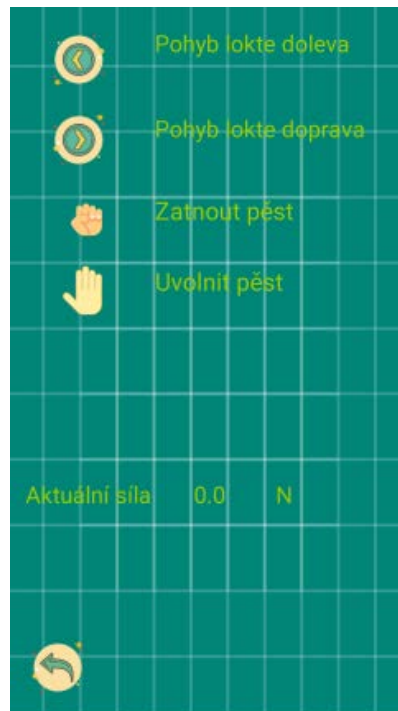 Pohyb lokte doleva
Pohyb lokte doprava
Zatnout pěst
Uvolnit pěst
Aktuální síla 0.0 N